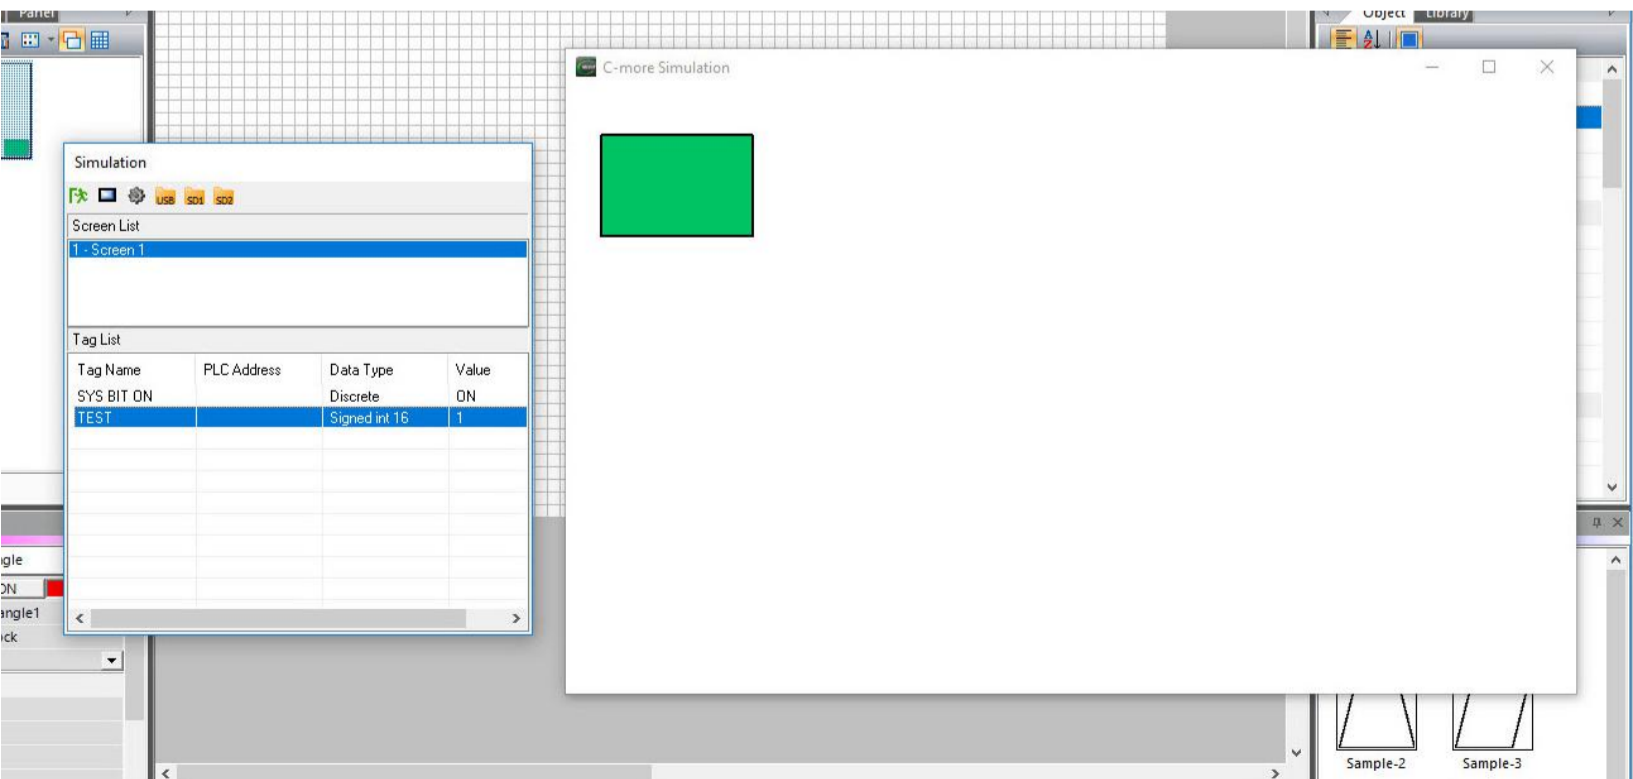 Panel
Object Library
C-more Simulation
Simulation
USB SD1 SD2
Screen List
1 - Screen 1
Tag List
Tag Name PLC Address Data Type Value
SYS BIT ON Discrete ON
TEST Signed int 16 1
ngle
ON
angle1
ock
Sample-2 Sample-3